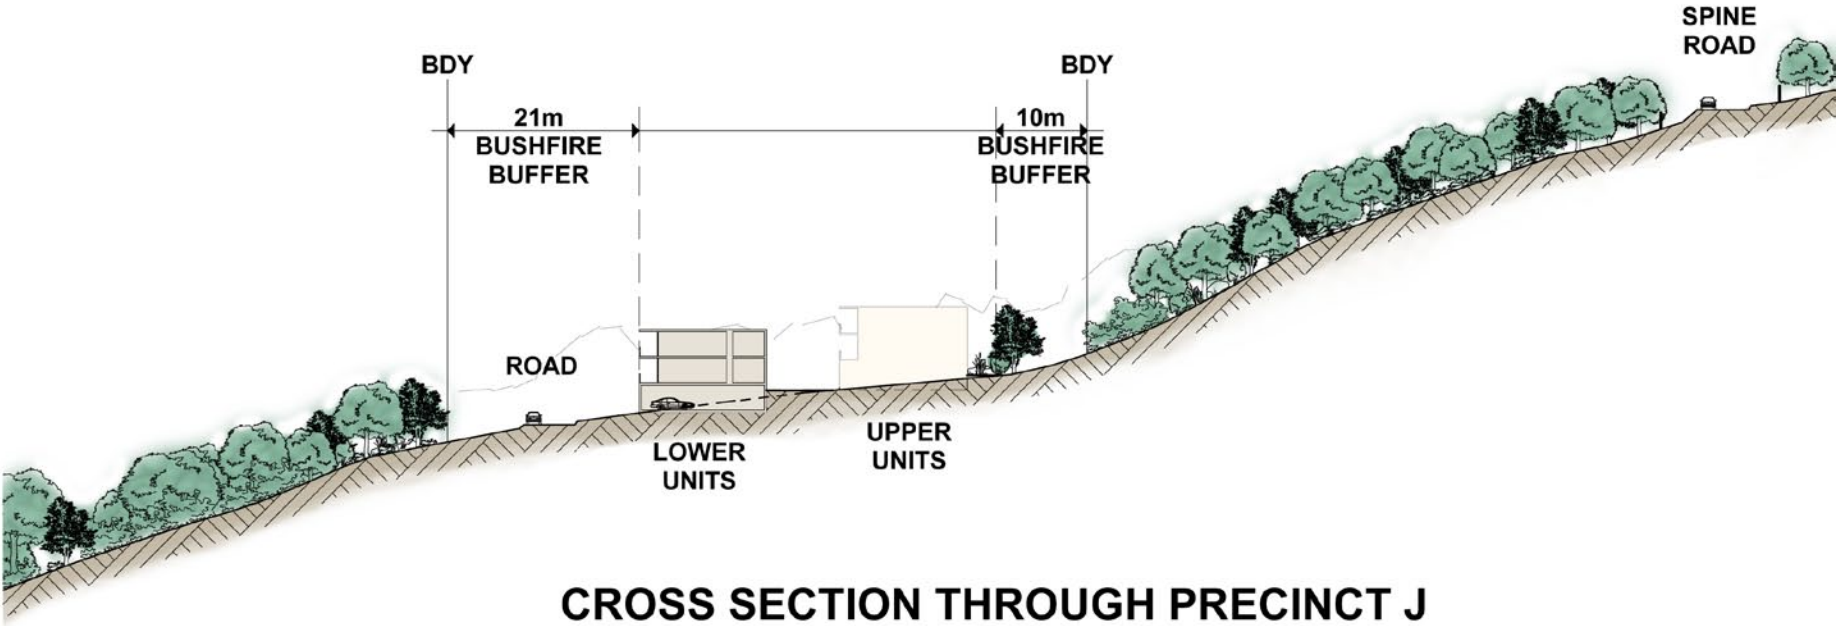 SPINE
ROAD
BDY
BDY
21m
BUSHFIRE
BUFFER
10m
BUSHFIRE
BUFFER
ROAD
LOWER
UNITS
UPPER
UNITS
CROSS SECTION THROUGH PRECINCT J